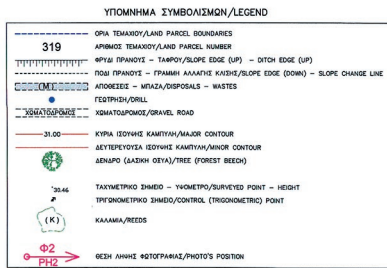 ΥΠΟΜΝΗΜΑ ΣΥΜΒΟΛΙΣΜΩΝ/LEGEND
ΟΡΙΑ ΤΕΜΑΧΙΟΥ/LAND PARCEL BOUNDARIES
319 ΑΡΙΘΜΟΣ ΤΕΜΑΧΙΟΥ/LAND PARCEL NUMBER
ΦΡΥΔΙ ΠΡΑΝΟΥΣ - ΤΑΦΡΟΥ/SLOPE EDGE (UP) - DITCH EDGE (UP)
ΠΟΔΙ ΠΡΑΝΟΥΣ - ΓΡΑΜΜΗ ΑΛΛΑΓΗΣ ΚΛΙΣΗΣ/SLOPE EDGE (DOWN) - SLOPE CHANGE LINE
(Μ) ΑΠΟΘΕΣΕΙΣ - ΜΠΑΖΑ/DISPOSALS - WASTES
ΓΕΩΤΡΗΣΗ/DRILL
ΧΩΜΑΤΟΔΡΟΜΟΣ ΧΩΜΑΤΟΔΡΟΜΟΣ/GRAVEL ROAD
31.00 ΚΥΡΙΑ ΙΣΟΥΨΗΣ ΚΑΜΠΥΛΗ/MAJOR CONTOUR
ΔΕΥΤΕΡΕΥΟΥΣΑ ΙΣΟΥΨΗΣ ΚΑΜΠΥΛΗ/MINOR CONTOUR
ΔΕΝΔΡΟ (ΔΑΣΙΚΗ ΟΞΥΑ)/TREE (FOREST BEECH)
30.46 ΤΑΧΥΜΕΤΡΙΚΟ ΣΗΜΕΙΟ - ΥΨΟΜΕΤΡΟ/SURVEYED POINT - HEIGHT
ΤΡΙΓΩΝΟΜΕΤΡΙΚΟ ΣΗΜΕΙΟ/CONTROL (TRIGONOMETRIC) POINT
(Κ) ΚΑΛΑΜΙΑ/REEDS
Φ2
PH2 ΘΕΣΗ ΛΗΨΗΣ ΦΩΤΟΓΡΑΦΙΑΣ/PHOTO'S POSITION